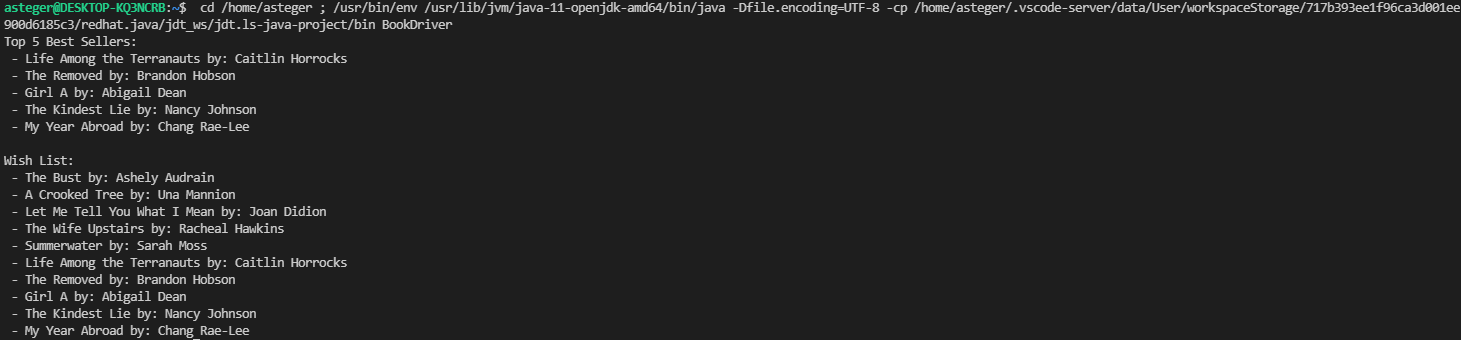 asteger@DESKTOP-KQ3NCRB:~$  cd /home/asteger ; /usr/bin/env /usr/lib/jvm/java-11-openjdk-amd64/bin/java -Dfile.encoding=UTF-8 -cp /home/asteger/.vscode-server/data/User/workspaceStorage/717b393ee1f96ca3d001ee
900d6185c3/redhat.java/jdt_ws/jdt.ls-java-project/bin BookDriver
Top 5 Best Sellers:
 - Life Among the Terranauts by: Caitlin Horrocks
 - The Removed by: Brandon Hobson
 - Girl A by: Abigail Dean
 - The Kindest Lie by: Nancy Johnson
 - My Year Abroad by: Chang Rae-Lee

Wish List:
 - The Bust by: Ashely Audrain
 - A Crooked Tree by: Una Mannion
 - Let Me Tell You What I Mean by: Joan Didion
 - The Wife Upstairs by: Racheal Hawkins
 - Summerwater by: Sarah Moss
 - Life Among the Terranauts by: Caitlin Horrocks
 - The Removed by: Brandon Hobson
 - Girl A by: Abigail Dean
 - The Kindest Lie by: Nancy Johnson
 - My Year Abroad by: Chang Rae-Lee